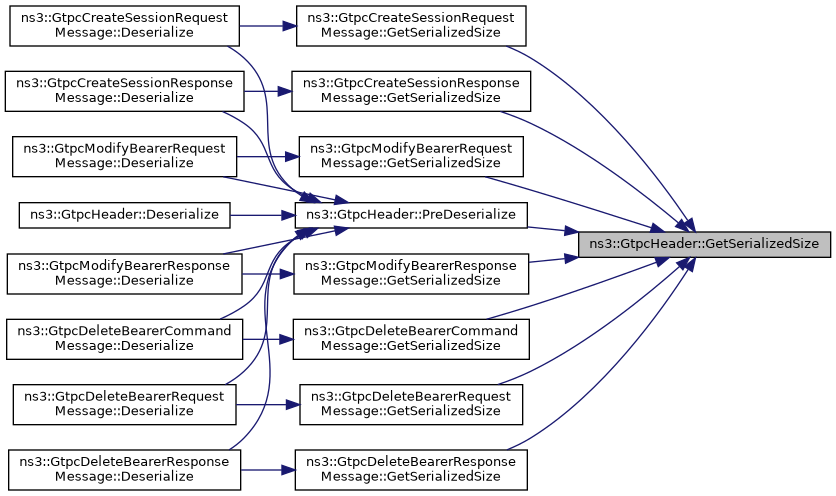 ns3::GtpcCreateSessionRequest
Message::Deserialize
ns3::GtpcCreateSessionRequest
Message::GetSerializedSize
ns3::GtpcCreateSessionResponse
Message::Deserialize
ns3::GtpcCreateSessionResponse
Message::GetSerializedSize
ns3::GtpcModifyBearerRequest
Message::Deserialize
ns3::GtpcModifyBearerRequest
Message::GetSerializedSize
ns3::GtpcHeader::Deserialize
ns3::GtpcHeader::PreDeserialize
ns3::GtpcHeader::GetSerializedSize
ns3::GtpcModifyBearerResponse
Message::Deserialize
ns3::GtpcModifyBearerResponse
Message::GetSerializedSize
ns3::GtpcDeleteBearerCommand
Message::Deserialize
ns3::GtpcDeleteBearerCommand
Message::GetSerializedSize
ns3::GtpcDeleteBearerRequest
Message::Deserialize
ns3::GtpcDeleteBearerRequest
Message::GetSerializedSize
ns3::GtpcDeleteBearerResponse
Message::Deserialize
ns3::GtpcDeleteBearerResponse
Message::GetSerializedSize